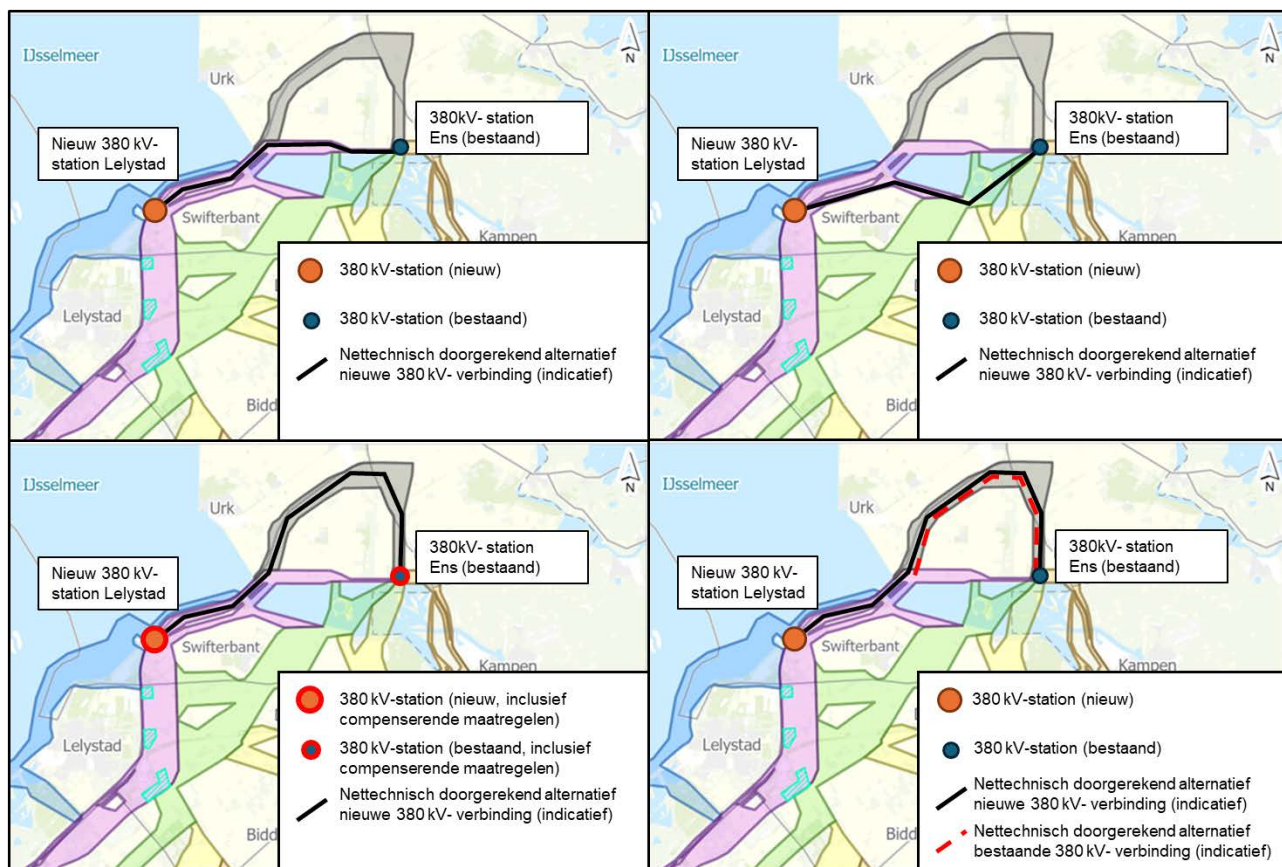 IJsselmeer
Urk
N
380kV- station
Ens (bestaand)
Nieuw 380 kV-
station Lelystad
Swifterbant
Kampen
Lelystad
Bidd
380 kV-station (nieuw)
380 kV-station (bestaand)
Nettechnisch doorgerekend alternatief
nieuwe 380 kV- verbinding (indicatief)
IJsselmeer
Urk
N
380kV- station
Ens (bestaand)
Nieuw 380 kV-
station Lelystad
Swifterbant
Kampen
Lelystad
Bidd
380 kV-station (nieuw)
380 kV-station (bestaand)
Nettechnisch doorgerekend alternatief
nieuwe 380 kV- verbinding (indicatief)
IJsselmeer
Urk
N
380kV- station
Ens (bestaand)
Nieuw 380 kV-
station Lelystad
Swifterbant
Kampen
Lelystad
Bidd
380 kV-station (nieuw, inclusief
compenserende maatregelen)
380 kV-station (bestaand, inclusief
compenserende maatregelen)
Nettechnisch doorgerekend alternatief
nieuwe 380 kV- verbinding (indicatief)
IJsselmeer
Urk
N
380kV- station
Ens (bestaand)
Nieuw 380 kV-
station Lelystad
Swifterbant
Kampen
Lelystad
Bidd
380 kV-station (nieuw)
380 kV-station (bestaand)
Nettechnisch doorgerekend alternatief
nieuwe 380 kV- verbinding (indicatief)
Nettechnisch doorgerekend alternatief
bestaande 380 kV- verbinding (indicatief)